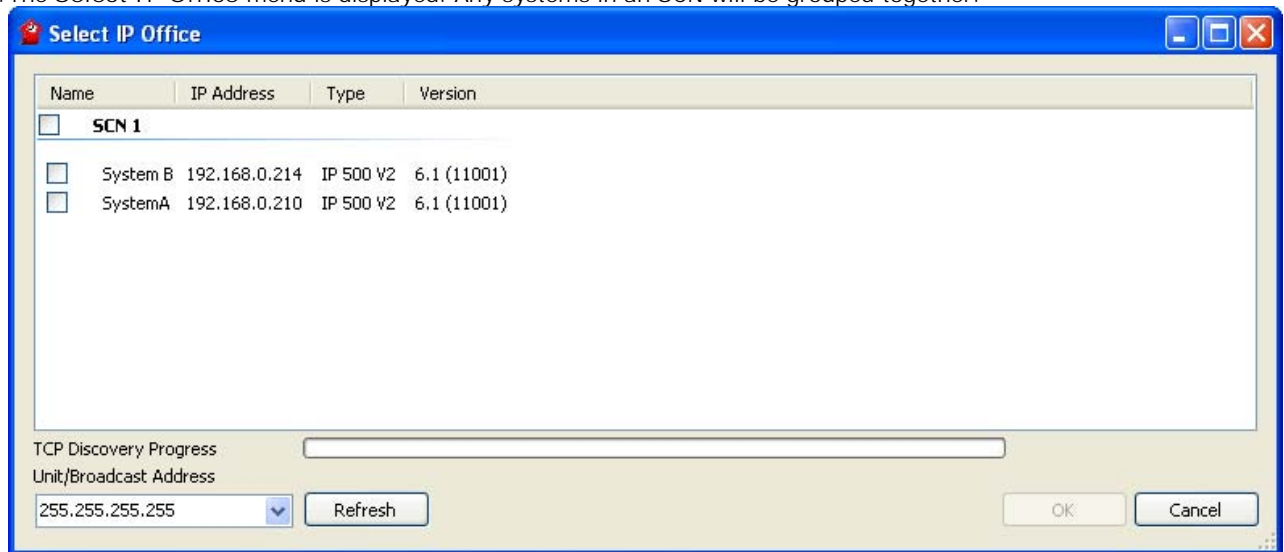 Select IP Office
Name IP Address Type Version
SCN 1
System B 192.168.0.214 IP 500 V2 6.1 (11001)
SystemA 192.168.0.210 IP 500 V2 6.1 (11001)
TCP Discovery Progress
Unit/Broadcast Address
255.255.255.255 Refresh OK Cancel